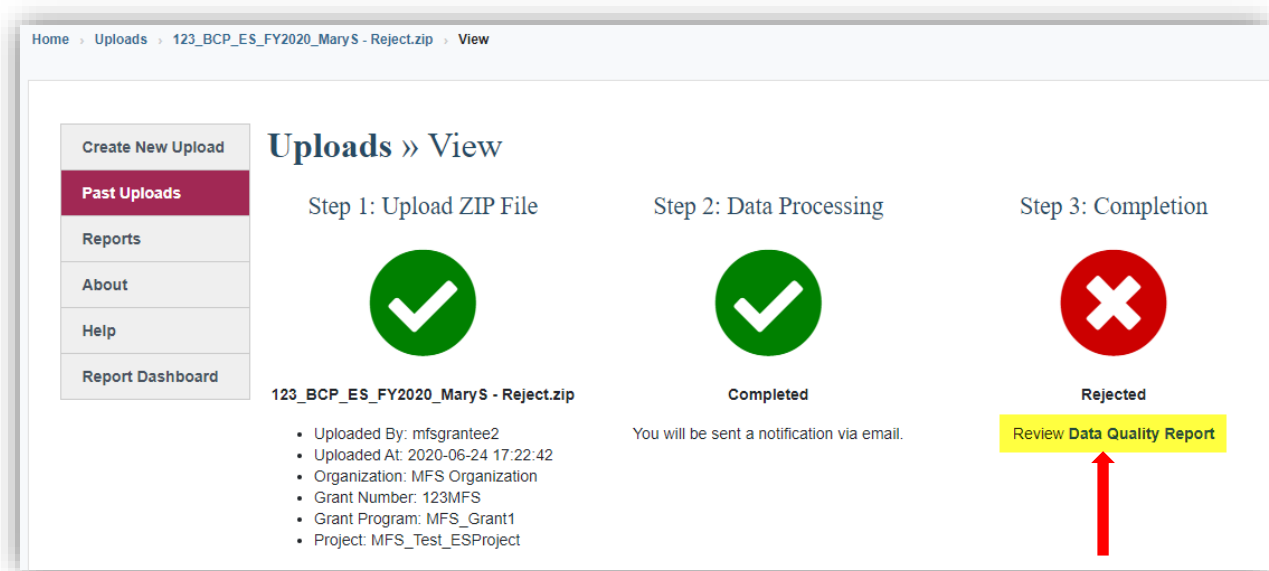 Home › Uploads › 123_BCP_ES_FY2020_MaryS - Reject.zip › View
Create New Upload
Past Uploads
Reports
About
Help
Report Dashboard
Uploads » View
Step 1: Upload ZIP File
123_BCP_ES_FY2020_MaryS - Reject.zip
• Uploaded By: mfsgrantee2
• Uploaded At: 2020-06-24 17:22:42
• Organization: MFS Organization
• Grant Number: 123MFS
• Grant Program: MFS_Grant1
• Project: MFS_Test_ESProject
Step 2: Data Processing
Completed
You will be sent a notification via email.
Step 3: Completion
Rejected
Review Data Quality Report